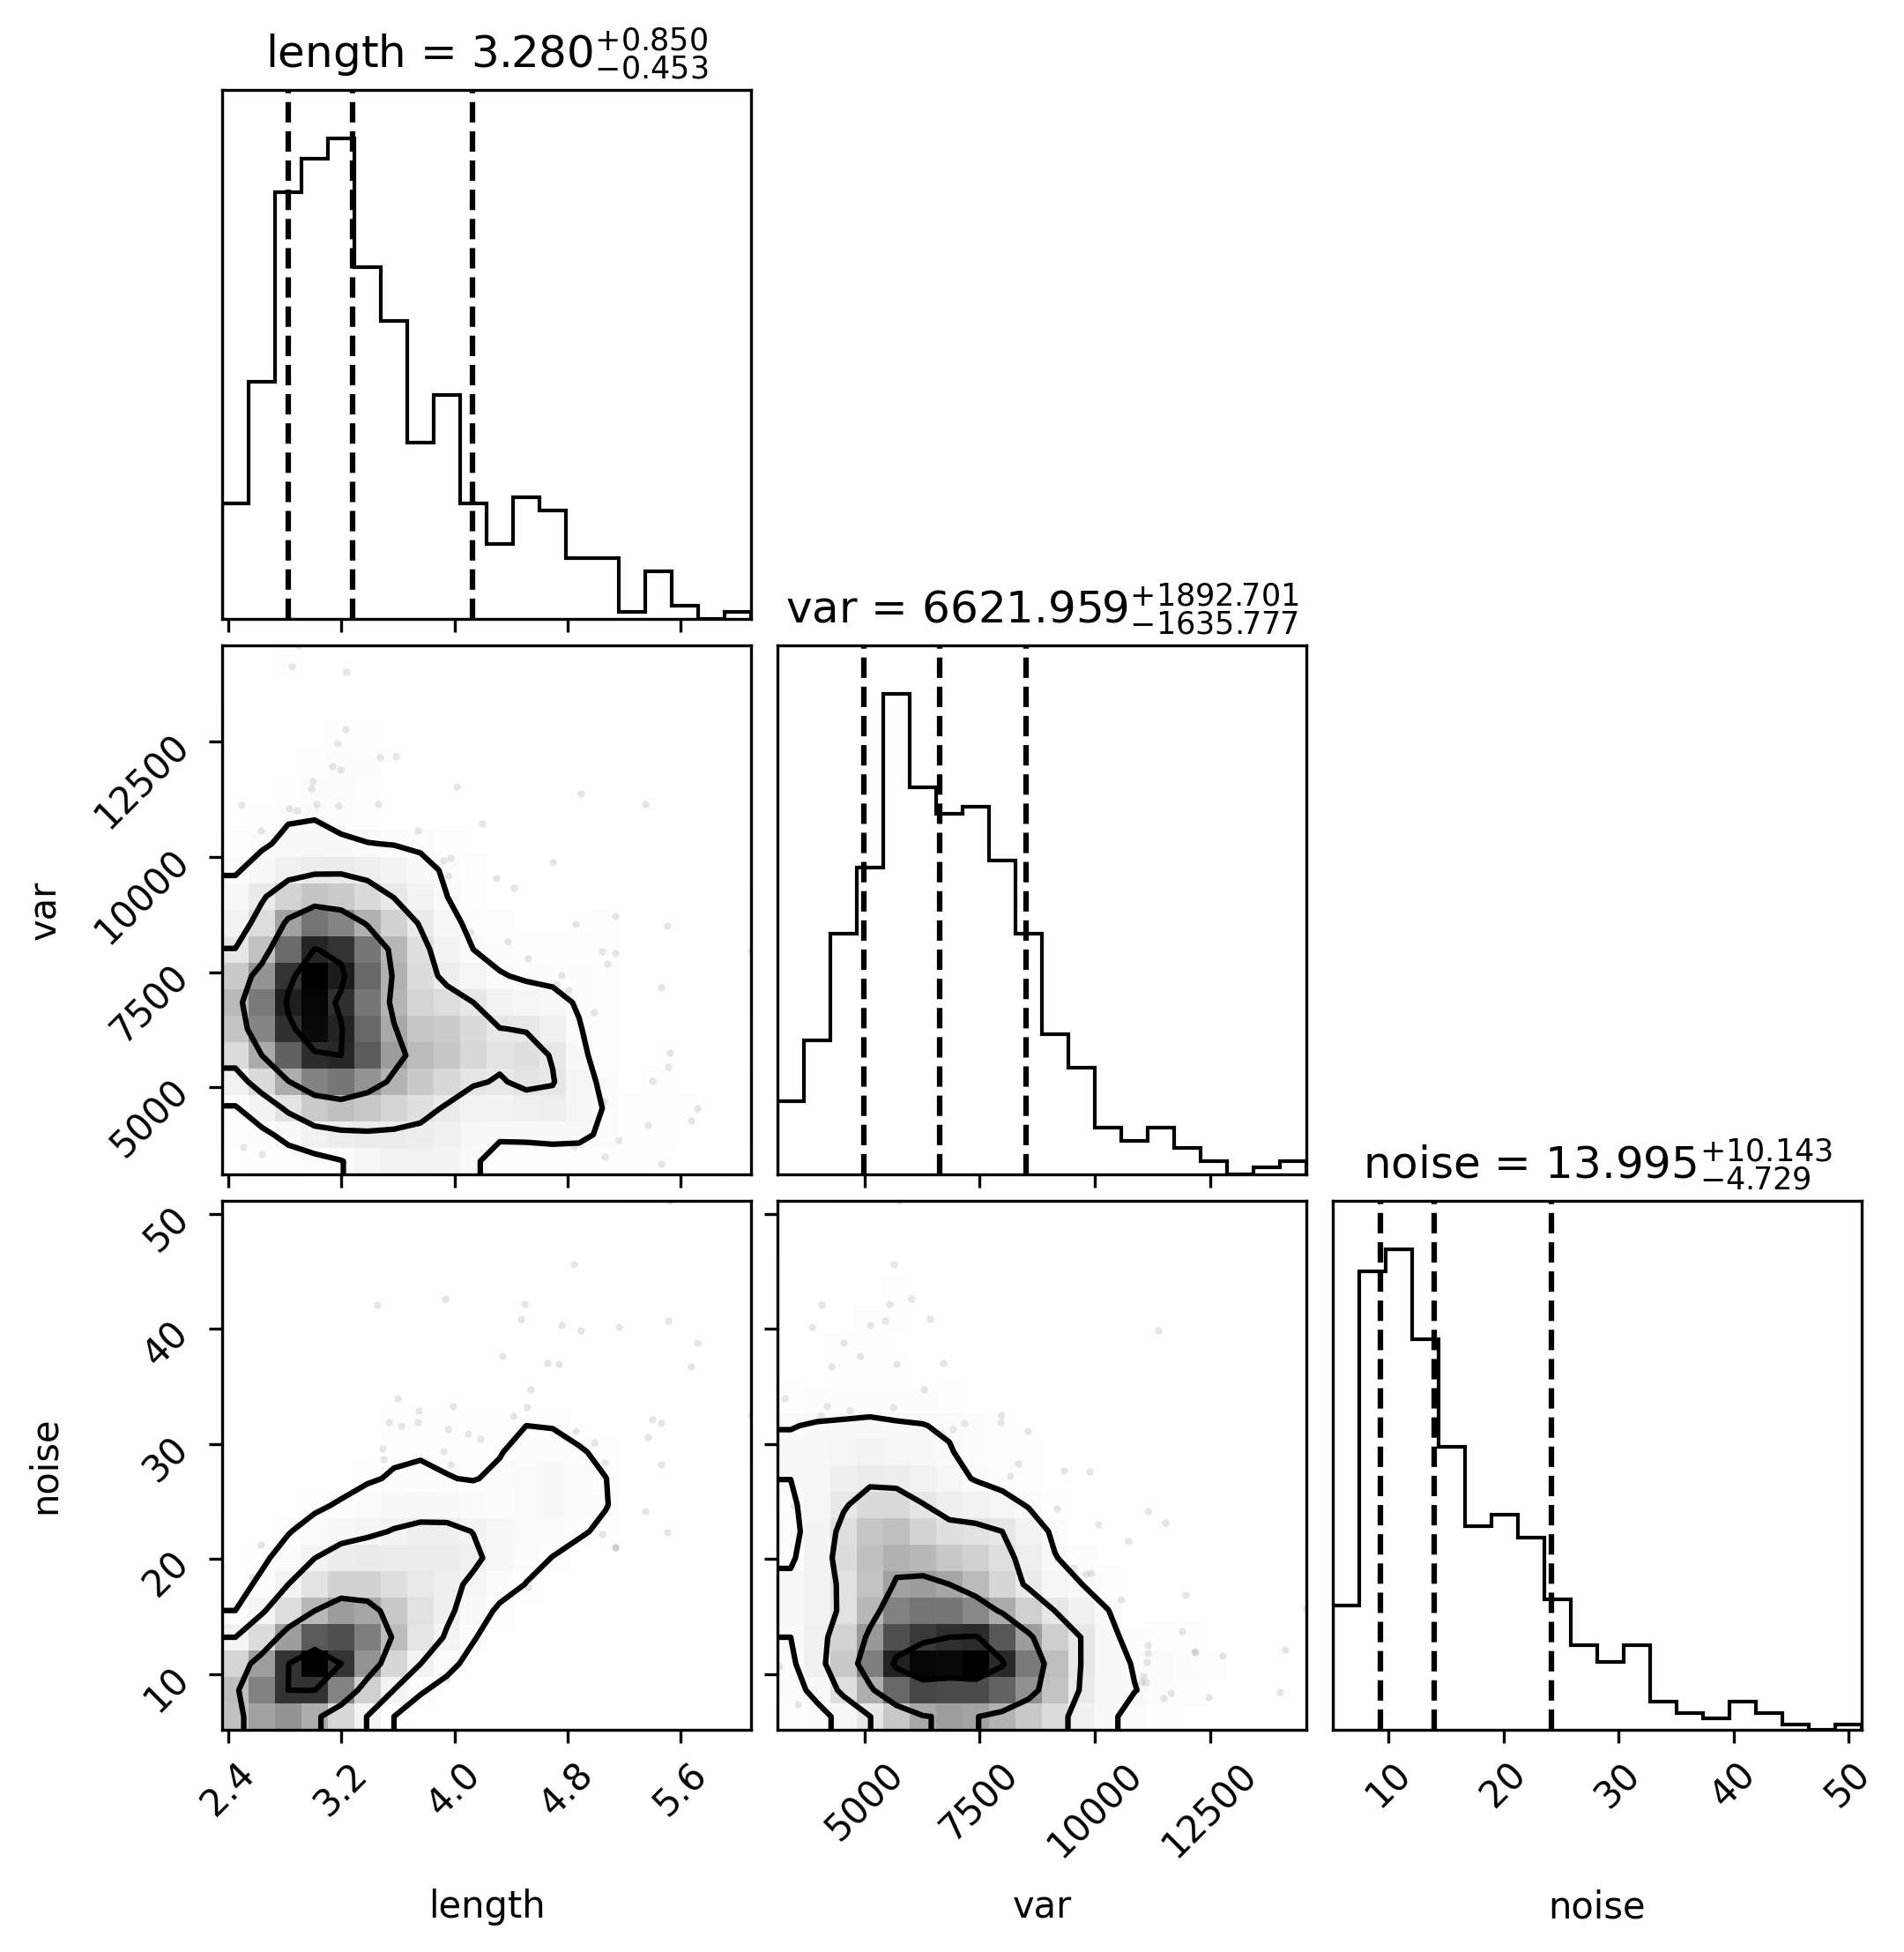 length = 3.280+0.850−0.453
var = 6621.959+1892.701−1635.777
12500
10000
7500
5000
var
noise = 13.995+10.143−4.729
50
40
30
20
10
noise
2.4 3.2 4.0 4.8 5.6
5000 7500 10000 12500
10 20 30 40 50
length
var
noise